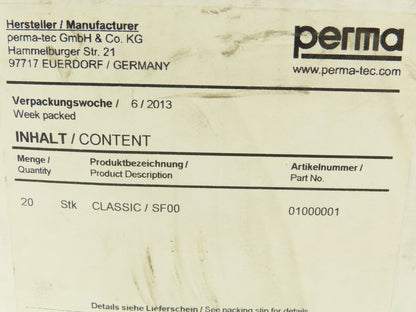 Hersteller / Manufacturer
perma-tec GmbH & Co. KG
Hammelburger Str. 21
97717 EUERDORF / GERMANY
perma
www.perma-tec.com
Verpackungswoche / 6 / 2013
Week packed
INHALT / CONTENT
Menge / Produktbezeichnung / Artikelnummer /
Quantity Product Description Part No.
20 Stk CLASSIC / SF00 01000001
Details siehe Lieferschein / See packing slip for details